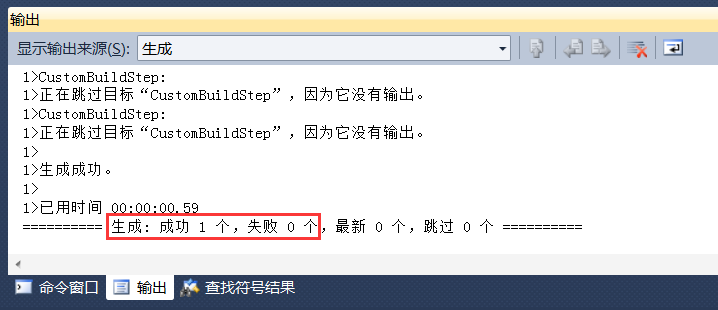 输出
显示输出来源(S): 生成
1>CustomBuildStep:
1>正在跳过目标“CustomBuildStep”，因为它没有输出。
1>CustomBuildStep:
1>正在跳过目标“CustomBuildStep”，因为它没有输出。
1>
1>生成成功。
1>
1>已用时间 00:00:00.59
========== 生成: 成功 1 个，失败 0 个，最新 0 个，跳过 0 个 ==========
命令窗口 输出 查找符号结果